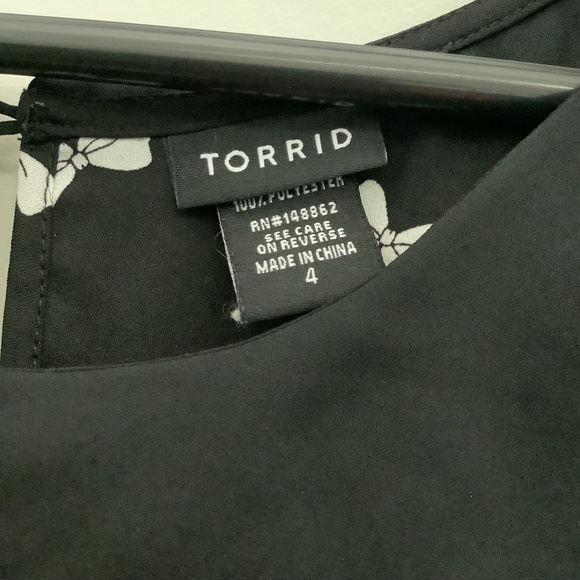 TORRID
100% POLYESTER
RN#148862
SEE CARE
ON REVERSE
MADE IN CHINA
4